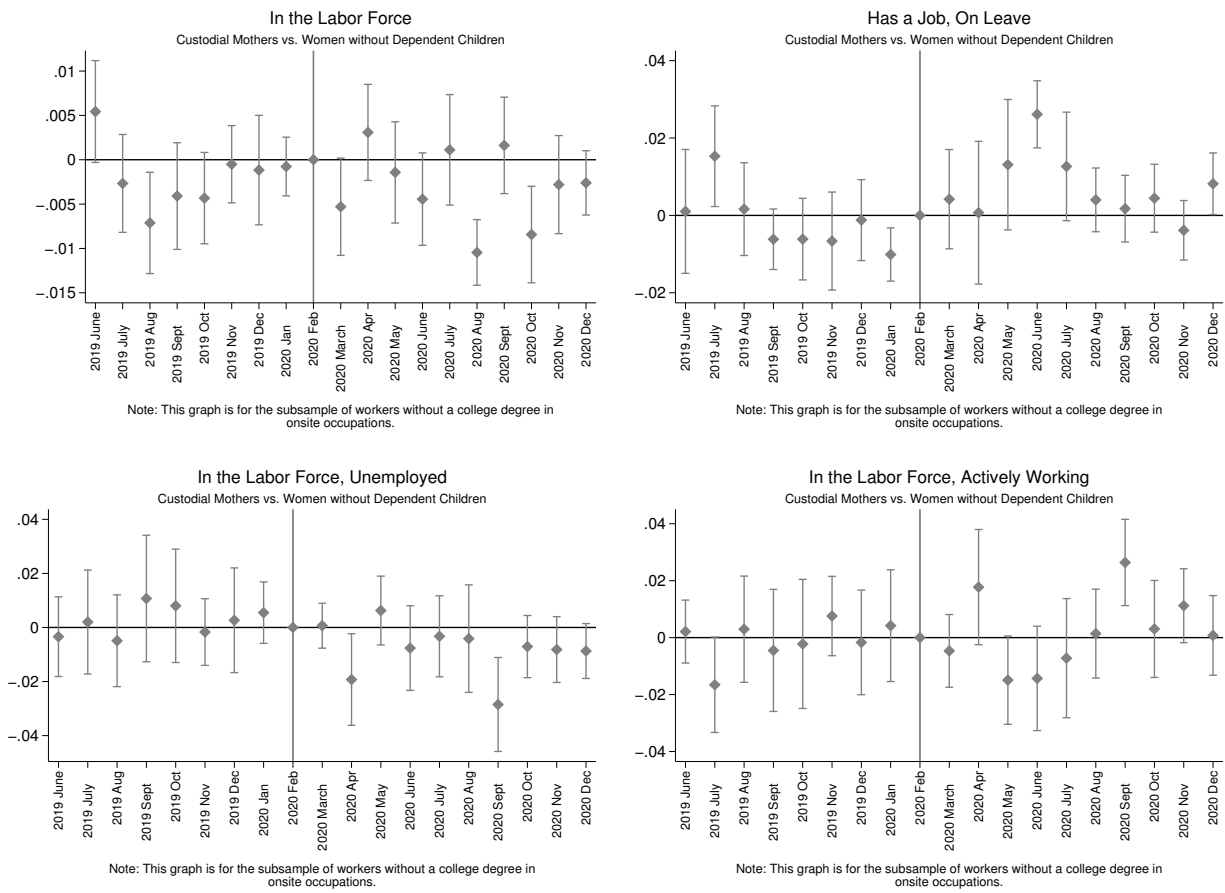 In the Labor Force
Custodial Mothers vs. Women without Dependent Children
.01
.005
0
−.005
−.01
−.015
2019 June
2019 July
2019 Aug
2019 Sept
2019 Oct
2019 Nov
2019 Dec
2020 Jan
2020 Feb
2020 March
2020 Apr
2020 May
2020 June
2020 July
2020 Aug
2020 Sept
2020 Oct
2020 Nov
2020 Dec
Note: This graph is for the subsample of workers without a college degree in
onsite occupations.
Has a Job, On Leave
Custodial Mothers vs. Women without Dependent Children
.04
.02
0
−.02
2019 June
2019 July
2019 Aug
2019 Sept
2019 Oct
2019 Nov
2019 Dec
2020 Jan
2020 Feb
2020 March
2020 Apr
2020 May
2020 June
2020 July
2020 Aug
2020 Sept
2020 Oct
2020 Nov
2020 Dec
Note: This graph is for the subsample of workers without a college degree in
onsite occupations.
In the Labor Force, Unemployed
Custodial Mothers vs. Women without Dependent Children
.04
.02
0
−.02
−.04
2019 June
2019 July
2019 Aug
2019 Sept
2019 Oct
2019 Nov
2019 Dec
2020 Jan
2020 Feb
2020 March
2020 Apr
2020 May
2020 June
2020 July
2020 Aug
2020 Sept
2020 Oct
2020 Nov
2020 Dec
Note: This graph is for the subsample of workers without a college degree in
onsite occupations.
In the Labor Force, Actively Working
Custodial Mothers vs. Women without Dependent Children
.04
.02
0
−.02
−.04
2019 June
2019 July
2019 Aug
2019 Sept
2019 Oct
2019 Nov
2019 Dec
2020 Jan
2020 Feb
2020 March
2020 Apr
2020 May
2020 June
2020 July
2020 Aug
2020 Sept
2020 Oct
2020 Nov
2020 Dec
Note: This graph is for the subsample of workers without a college degree in
onsite occupations.